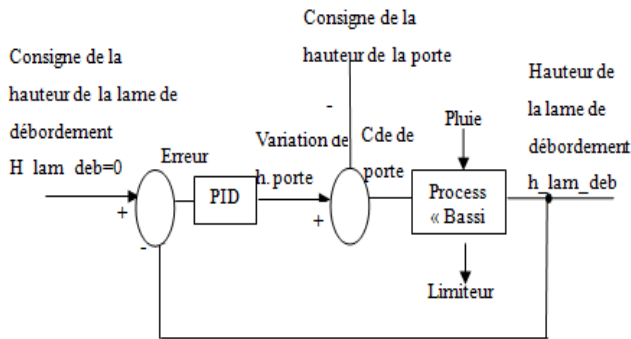 Consigne de la
hauteur de la porte
Consigne de la
hauteur de la lame de
débordement
H lam deb=0
Hauteur de
la lame de
débordement
h_lam_deb
-
Pluie
Variation de
h. porte
Cde de
porte
Erreur
PID
Process
« Bassi
+
-
+
Limiteur